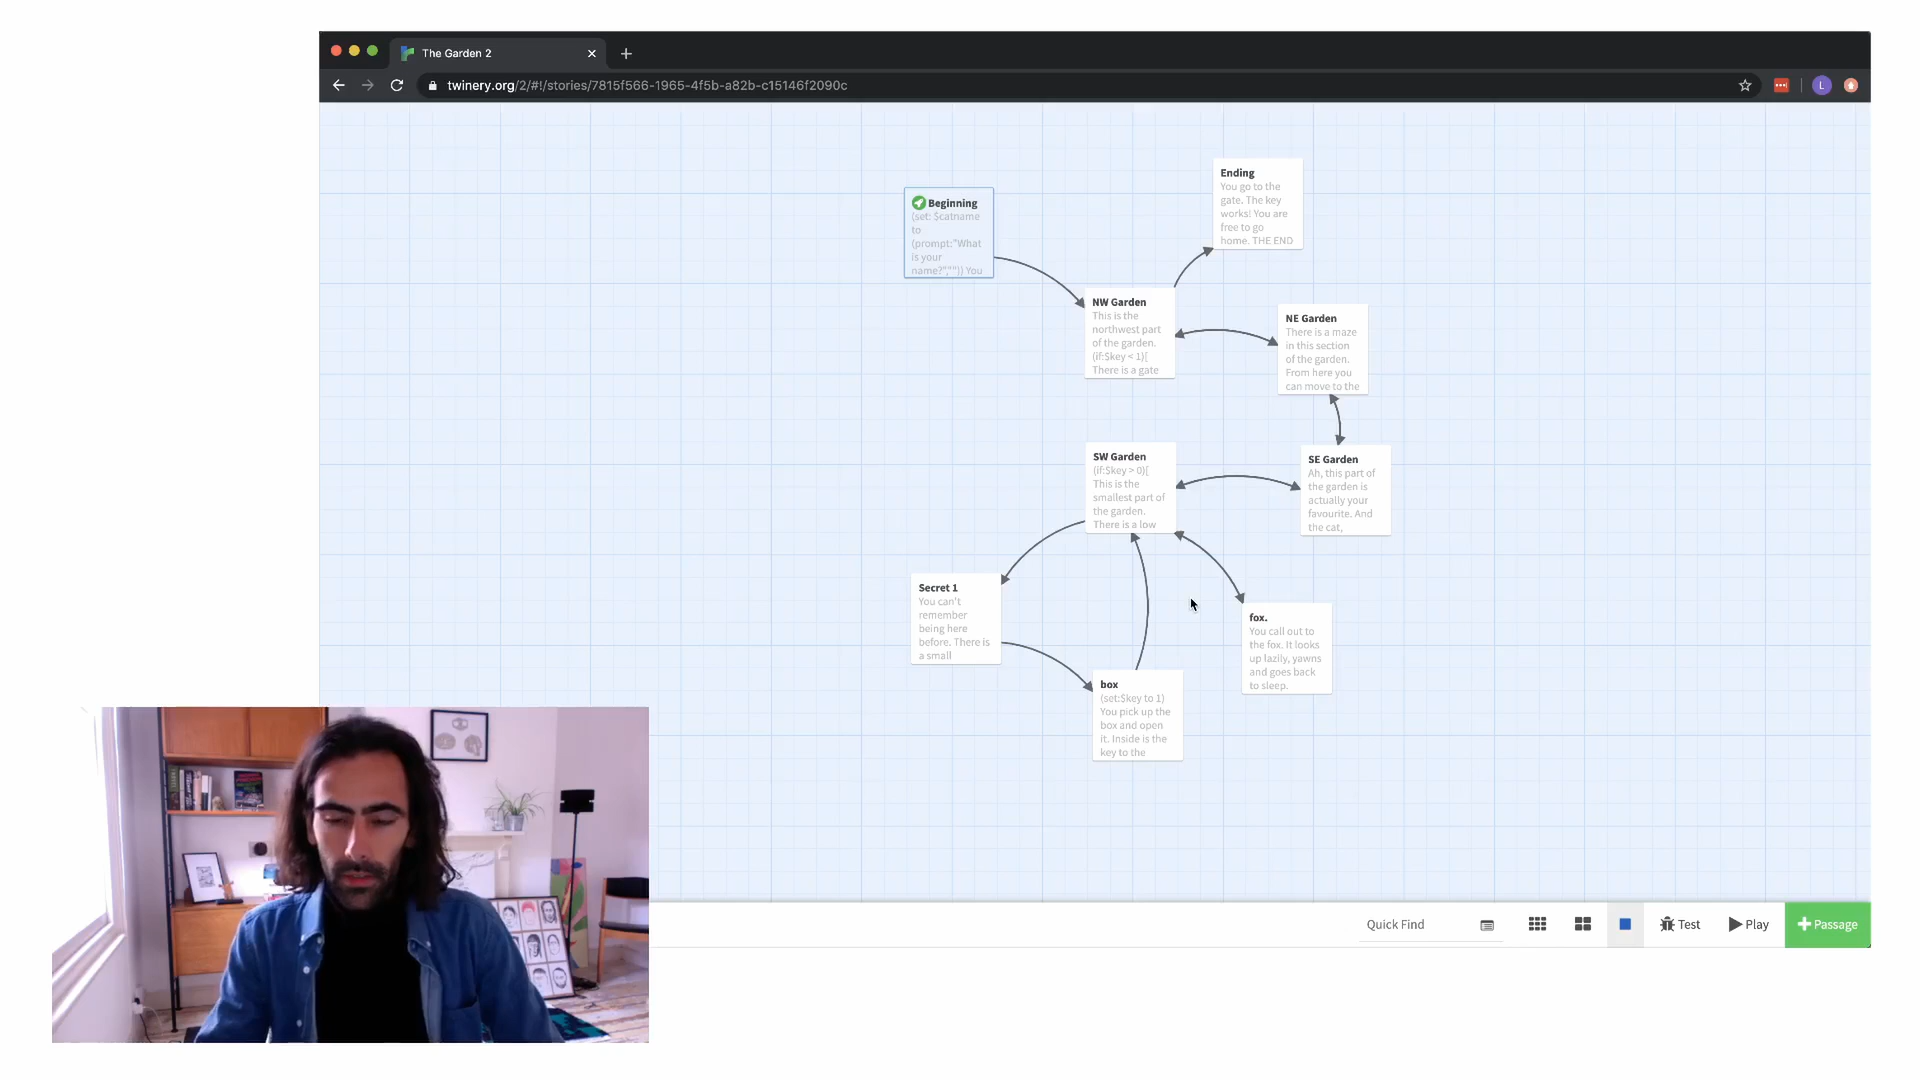 The Garden 2
twinery.org/2/#!/stories/7815f566-1965-4f5b-a82b-c15146f2090c
L
Ending
You go to the
gate. The key
works! You are
free to go
home. THE END
Beginning
(set: $catname
to
(prompt:"What
is your
name?","")) You
NW Garden
This is the
northwest part
of the garden.
(if:$key < 1)[
There is a gate
NE Garden
There is a maze
in this section
of the garden.
From here you
can move to the
SW Garden
(if:$key > 0)[
This is the
smallest part of
the garden.
There is a low
SE Garden
Ah, this part of
the garden is
actually your
favourite. And
the cat,
Secret 1
You can't
remember
being here
before. There is
a small
fox.
You call out to
the fox. It looks
up lazily, yawns
and goes back
to sleep.
box
(set:$key to 1)
You pick up the
box and open
it. Inside is the
key to the
Quick Find
Test
Play
+Passage